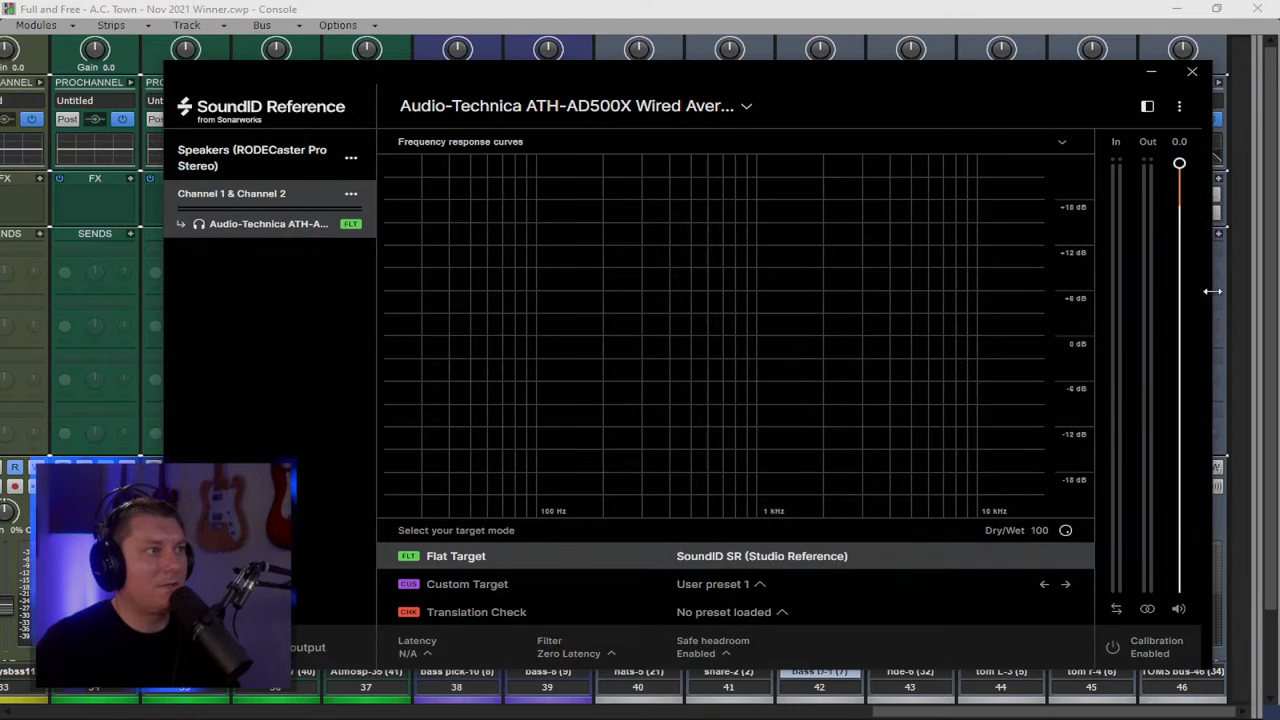 Full and Free - A.C. Town - Nov 2021 Winner.cwp - Console
Modules Strips Track Bus Options
Gain 0.0
PROCHANNEL
Untitled
Post
FX
SENDS
SoundID Reference
from Sonarworks
Speakers (RODECaster Pro
Stereo)
Channel 1 & Channel 2
Audio-Technica ATH-A... FLT
Audio-Technica ATH-AD500X Wired Aver...
Frequency response curves
In Out 0.0
+18 dB
+12 dB
+6 dB
0 dB
-6 dB
-12 dB
-18 dB
100 Hz 1 kHz 10 kHz
Select your target mode Dry/Wet 100
FLT Flat Target SoundID SR (Studio Reference)
CUS Custom Target User preset 1
CHK Translation Check No preset loaded
Latency Filter Safe headroom Calibration
N/A Zero Latency Enabled Enabled
output
bass pick-10 (8) bass-8 (9) hats-5 (21) share-2 (22) bass D-1 (7) ride-6 (32) tom L-3 (5) tom r-4 (6) TOMS bus-46 (34)
37 38 39 40 41 42 43 44 45 46